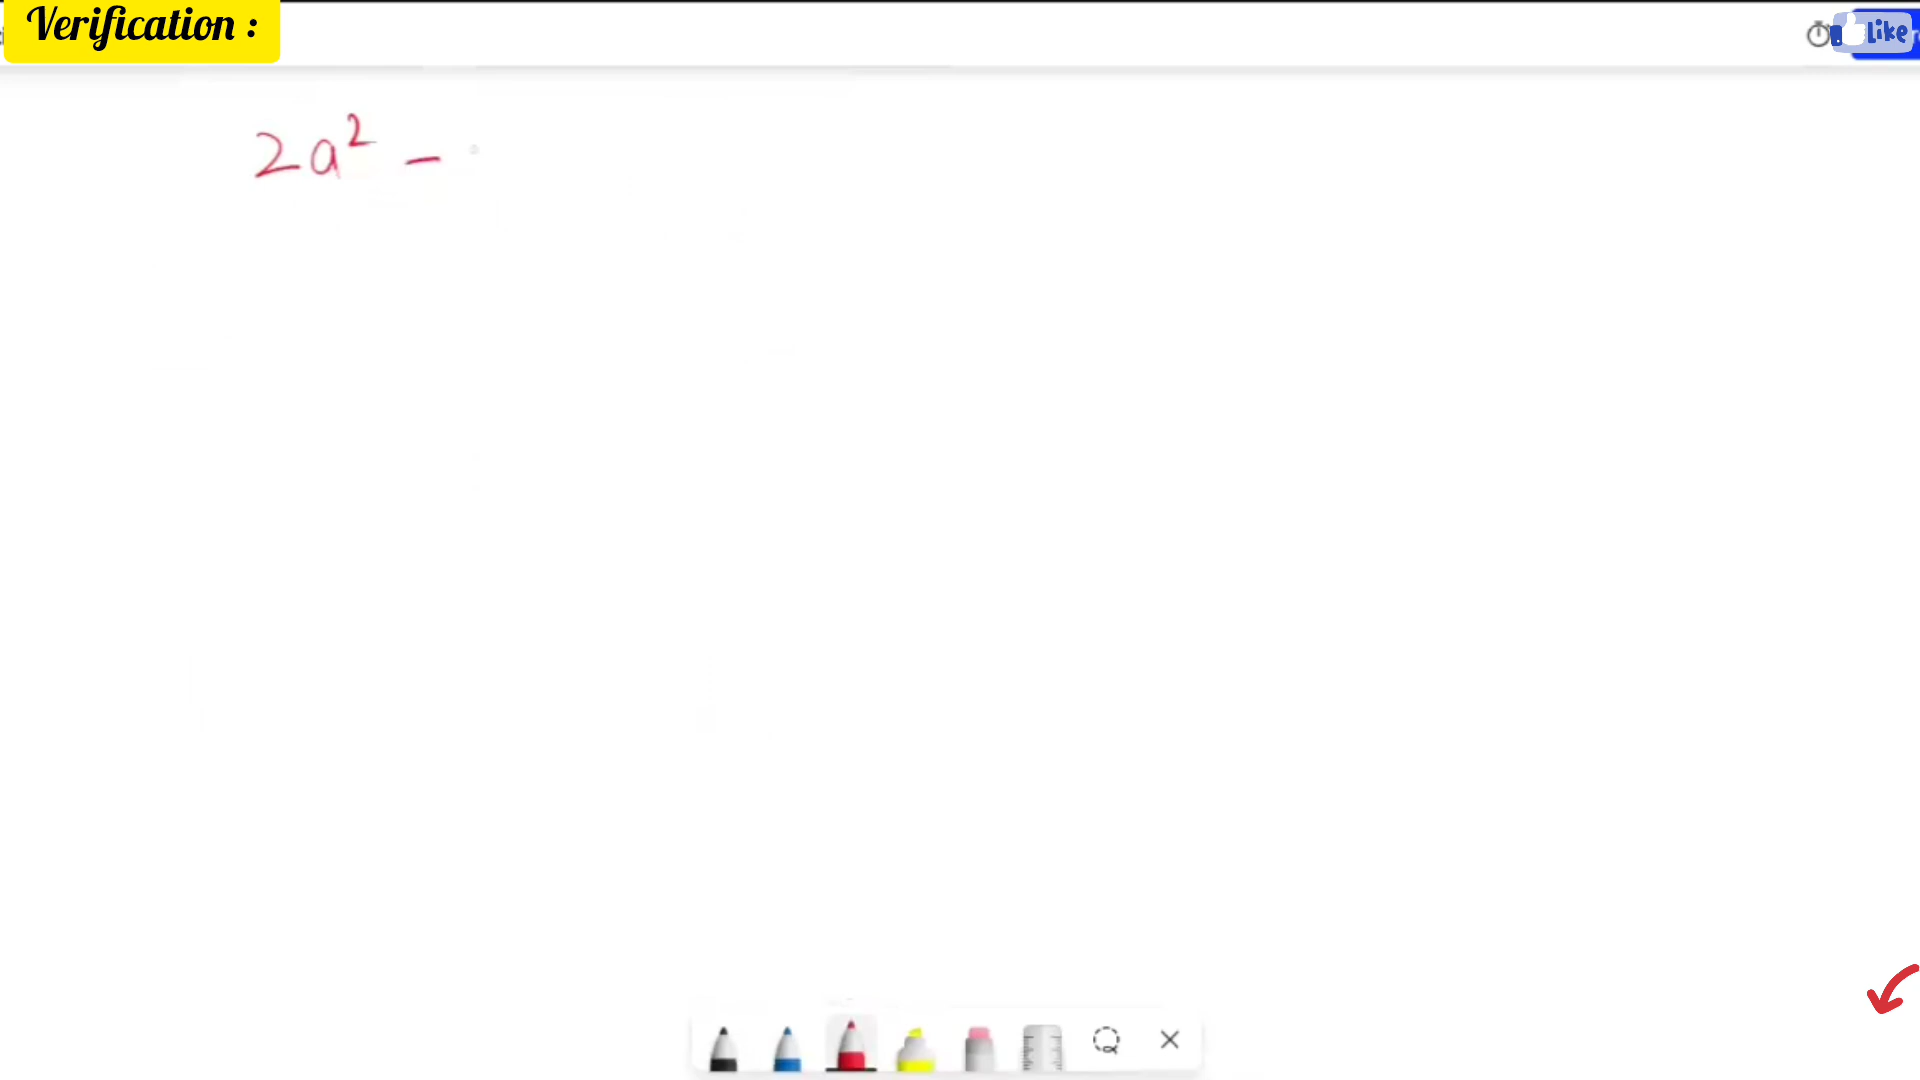 Verification :
Like
2a² -